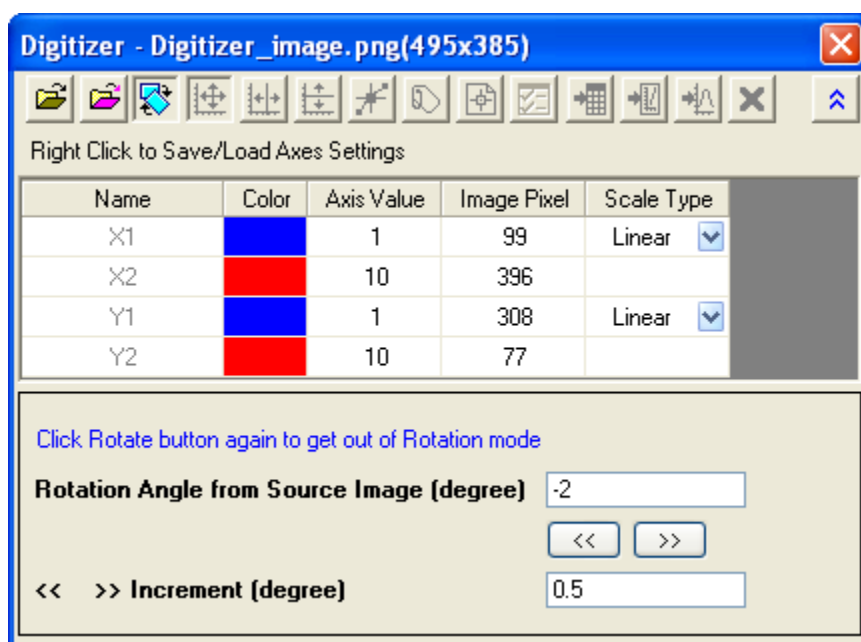 Digitizer - Digitizer_image.png(495x385)
Right Click to Save/Load Axes Settings
Name Color Axis Value Image Pixel Scale Type
X1 1 99 Linear
X2 10 396
Y1 1 308 Linear
Y2 10 77
Click Rotate button again to get out of Rotation mode
Rotation Angle from Source Image (degree) -2
<< >>
<< >> Increment (degree) 0.5